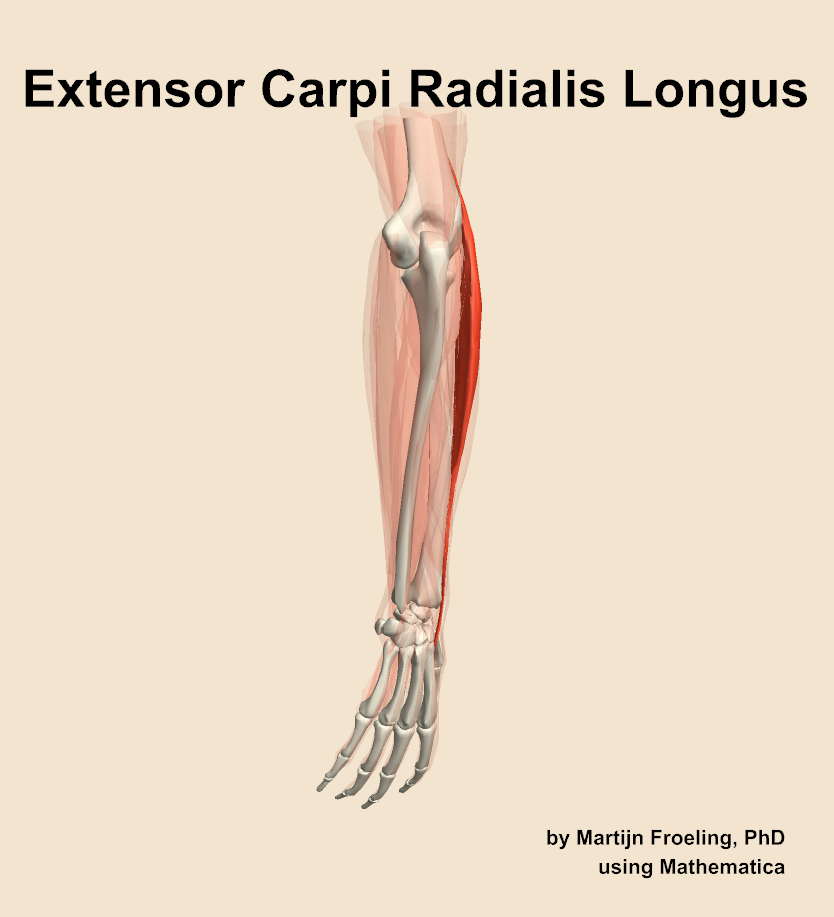 Extensor Carpi Radialis Longus
by Martijn Froeling, PhD
using Mathematica